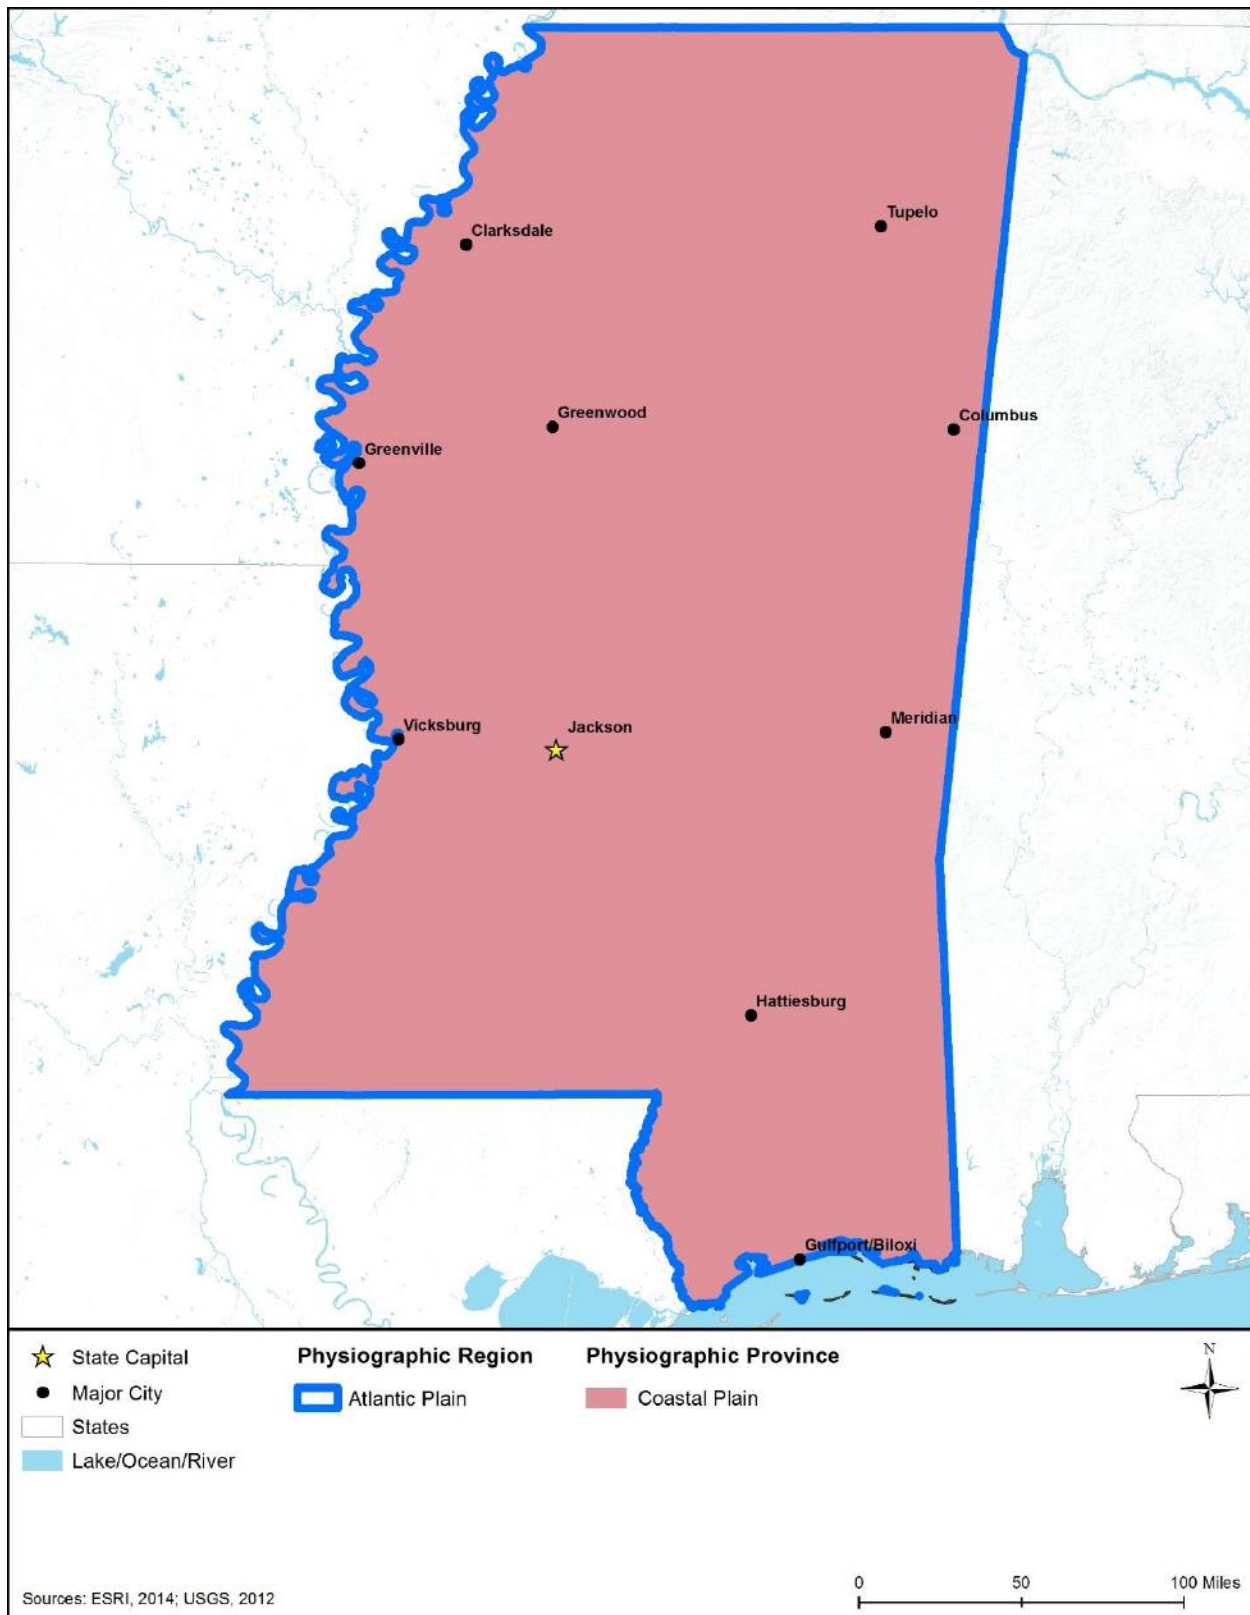 Tupelo
Clarksdale
Greenwood
Columbus
Greenville
Meridian
Vicksburg
Jackson
Hattiesburg
Gulfport/Biloxi
State Capital
Major City
States
Lake/Ocean/River
Physiographic Region
Atlantic Plain
Physiographic Province
Coastal Plain
N
Sources: ESRI, 2014; USGS, 2012
0 50 100 Miles